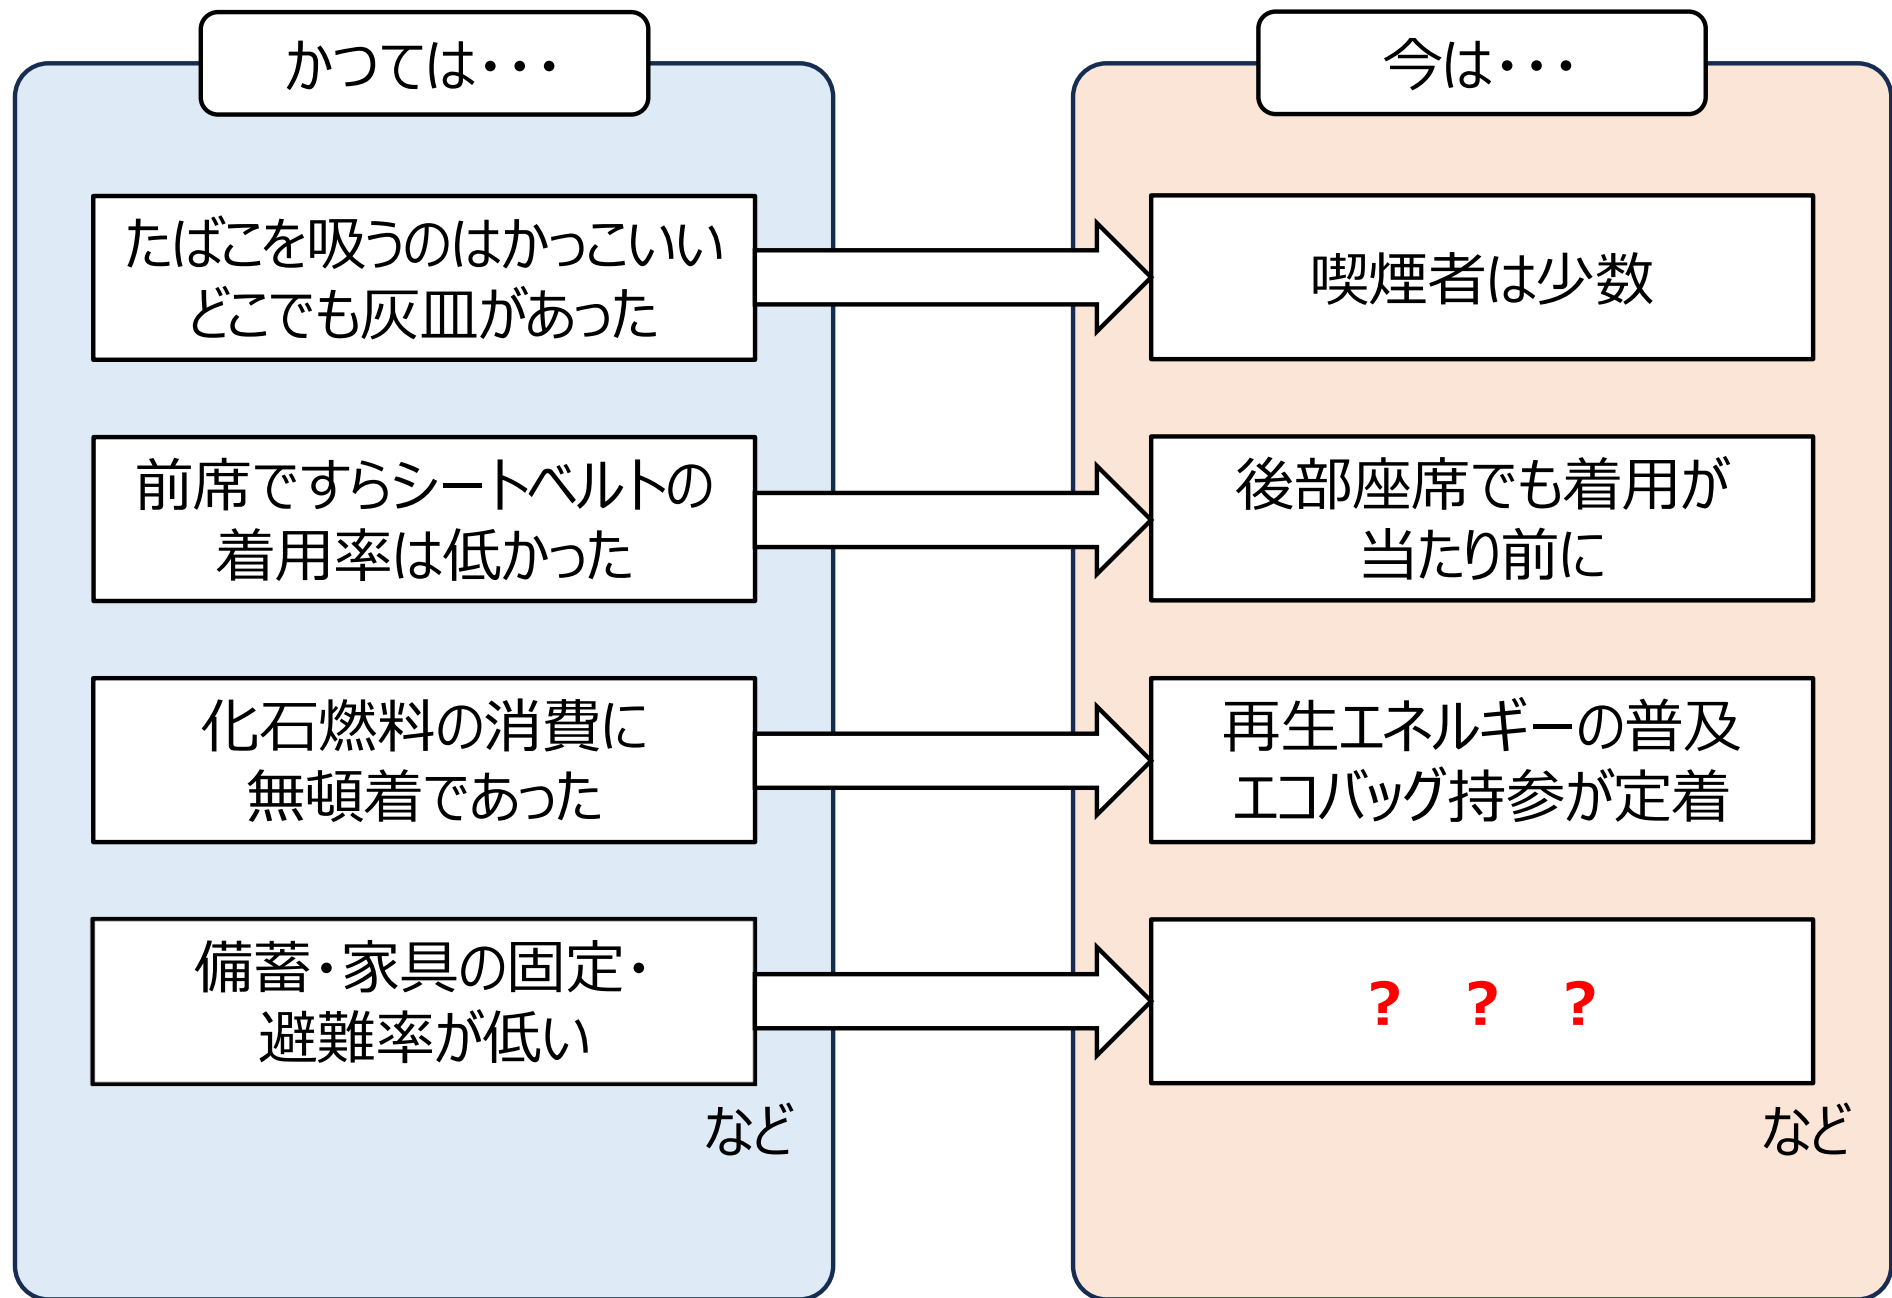 かつては・・・
たばこを吸うのはかっこいい
どこでも灰皿があった
前席ですらシートベルトの
着用率は低かった
化石燃料の消費に
無頓着であった
備蓄・家具の固定・
避難率が低い
など
今は・・・
喫煙者は少数
後部座席でも着用が
当たり前に
再生エネルギーの普及
エコバッグ持参が定着
？　？　？
など